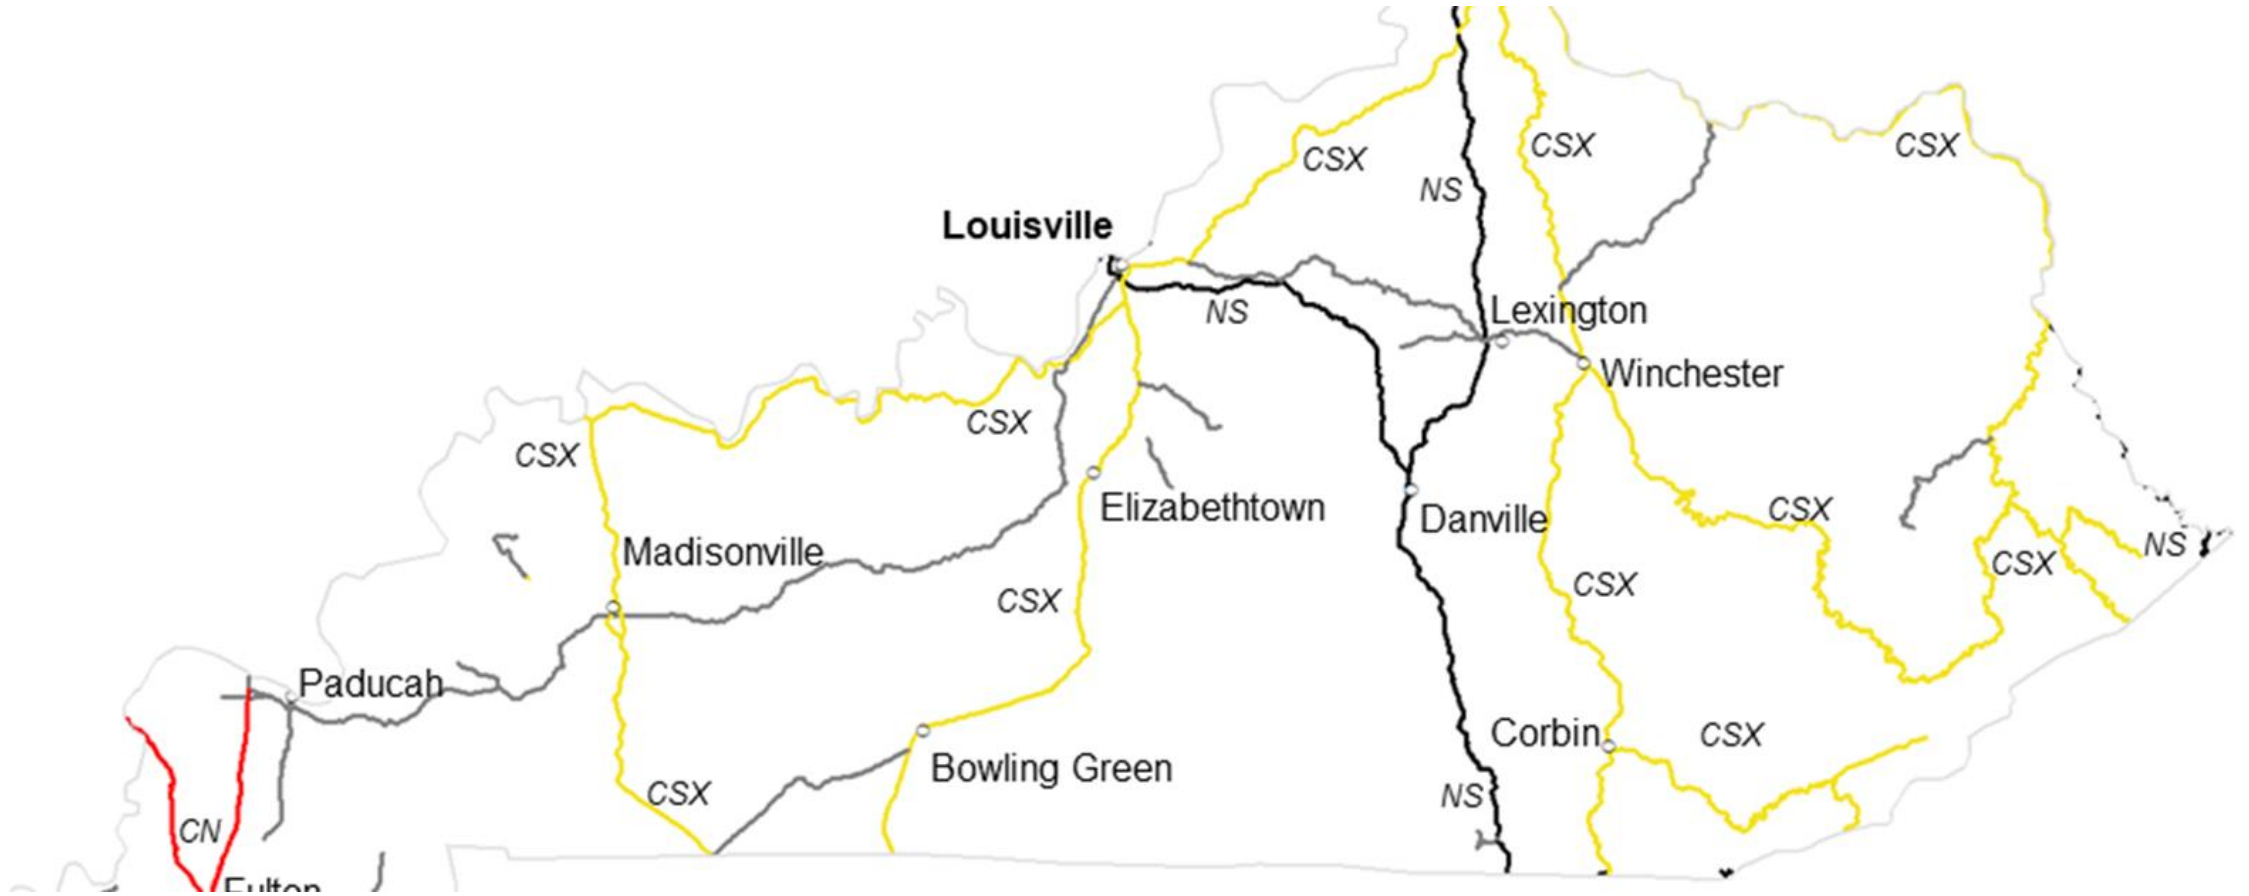 CSX
CSX
CSX
NS
Louisville
NS
Lexington
Winchester
CSX
CSX
Elizabethtown
CSX
Danville
NS
Madisonville
CSX
CSX
CSX
Paducah
Corbin
CSX
Bowling Green
CSX
NS
CN
Fulton